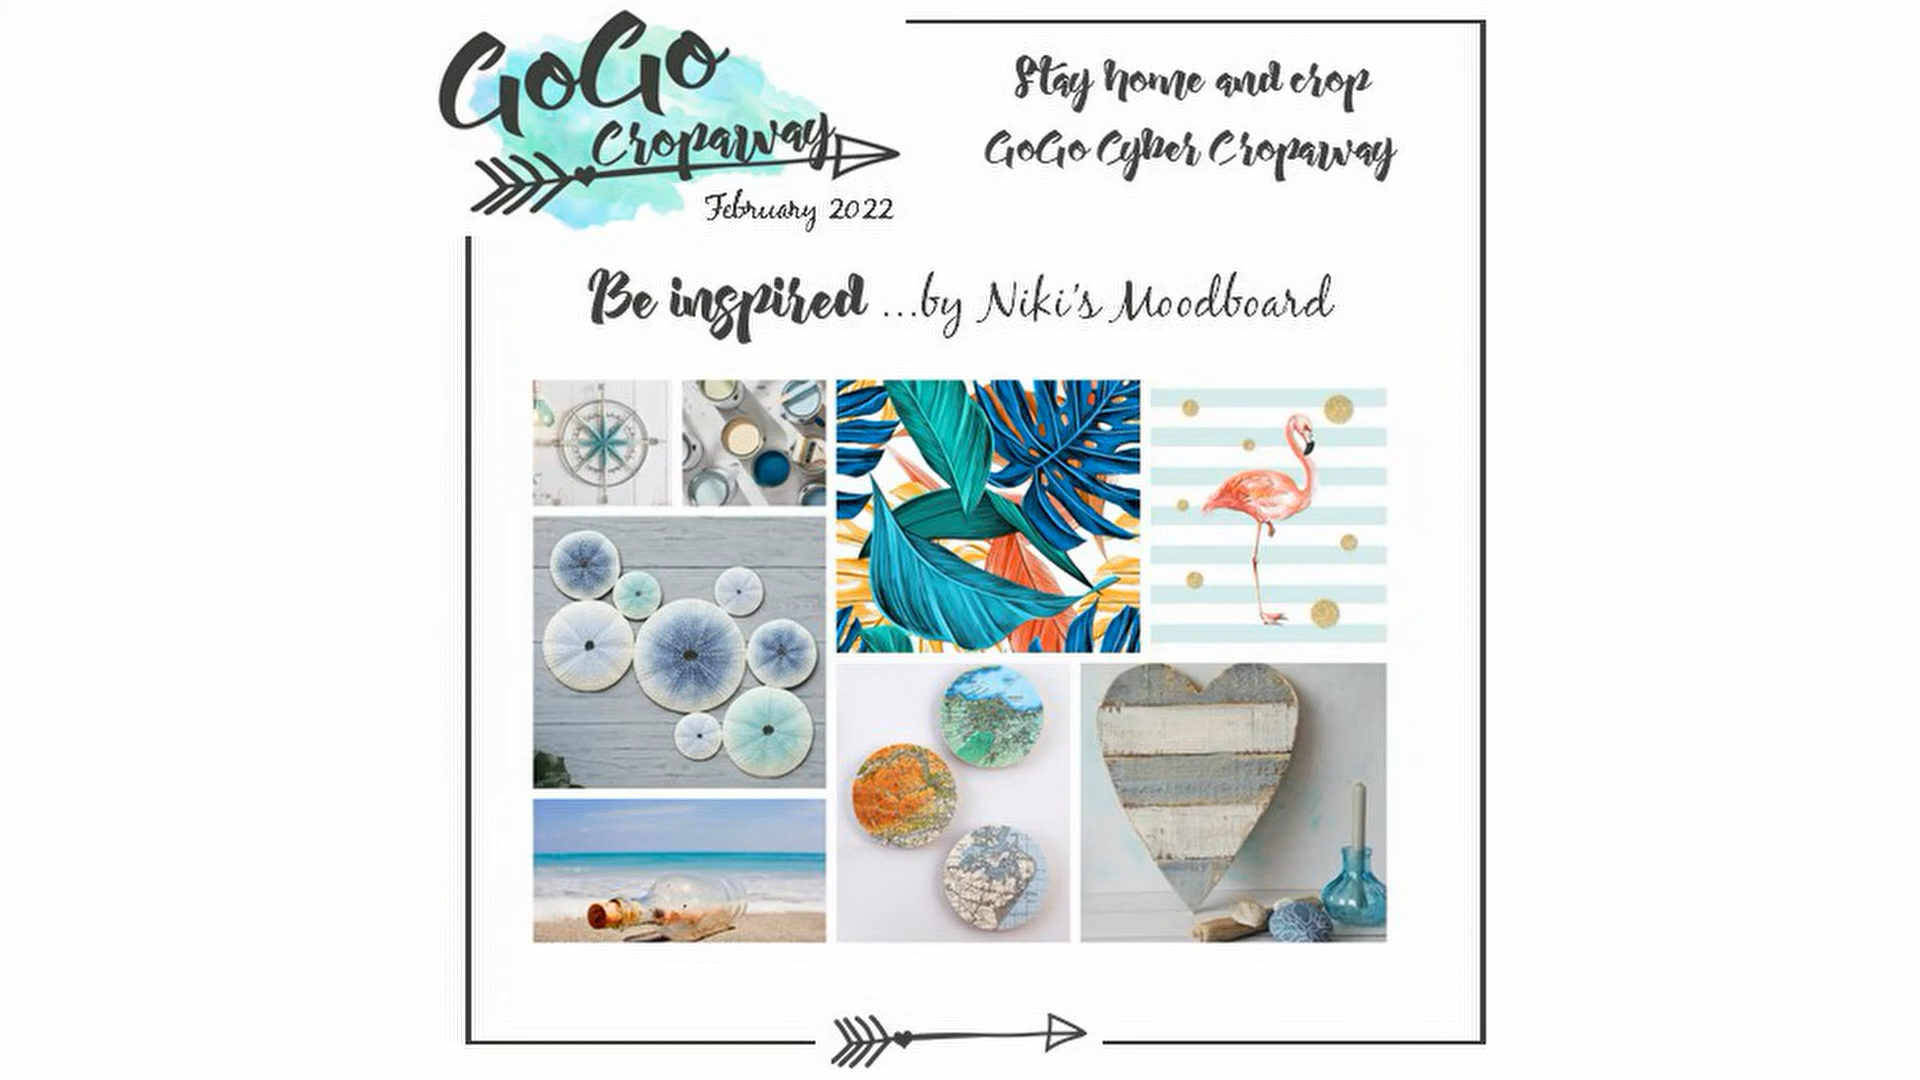 GoGo
Cropaway
February 2022
Stay home and crop
GoGo Cyber Cropaway
Be inspired ...by Niki's Moodboard